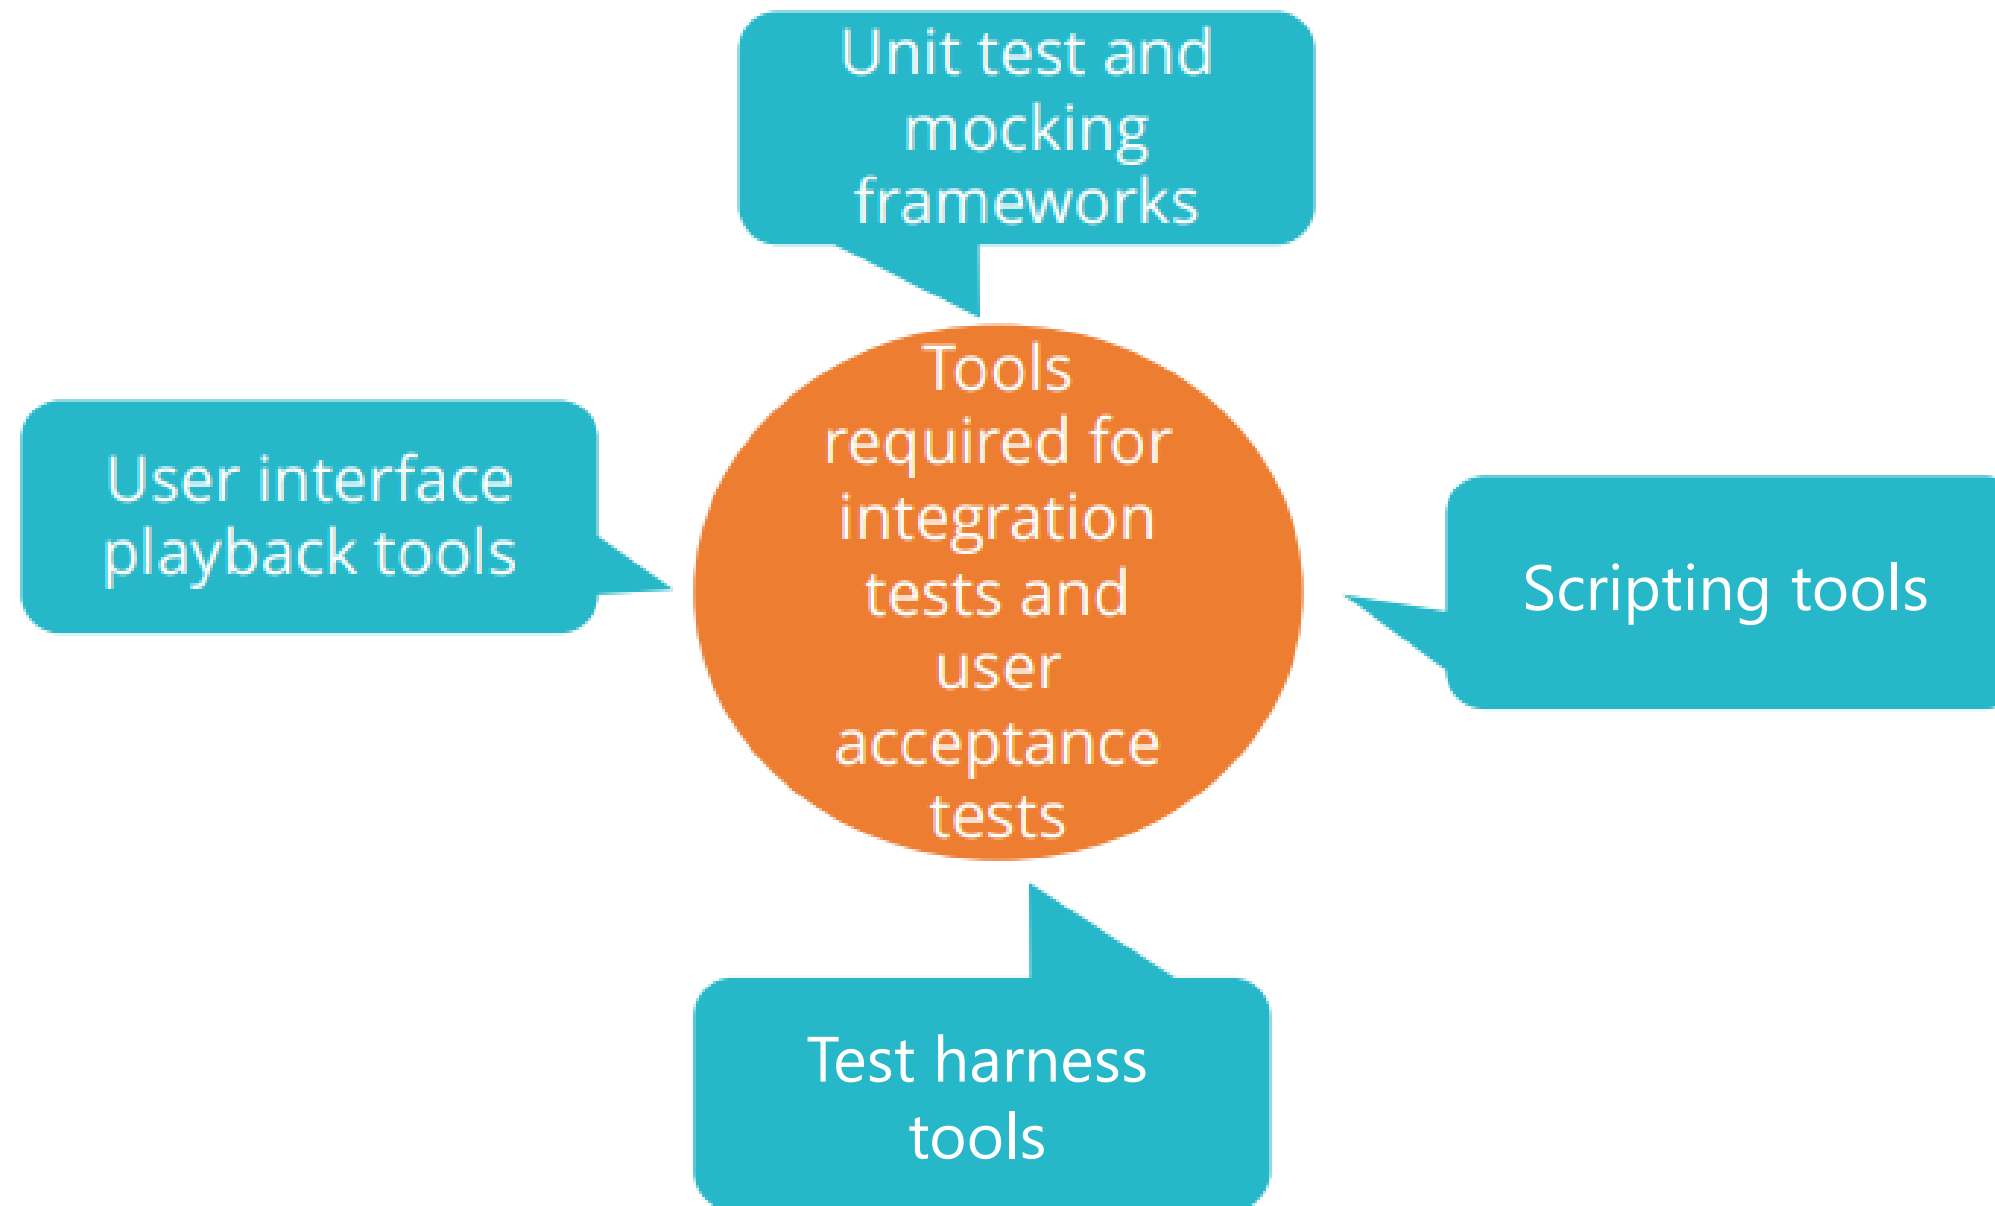 Unit test and
mocking
frameworks
Tools
required for
integration
tests and
user
acceptance
tests
User interface
playback tools
Scripting tools
Test harness
tools